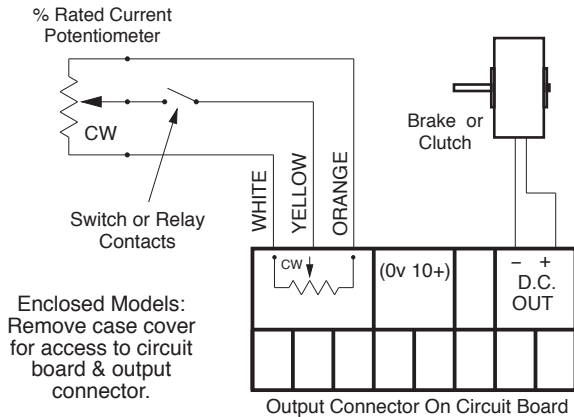 % Rated Current
Potentiometer
CW
Switch or Relay
Contacts
WHITE
YELLOW
ORANGE
Brake or
Clutch
CW
(0v 10+)
– +
D.C.
OUT
Enclosed Models:
Remove case cover
for access to circuit
board & output
connector.
Output Connector On Circuit Board